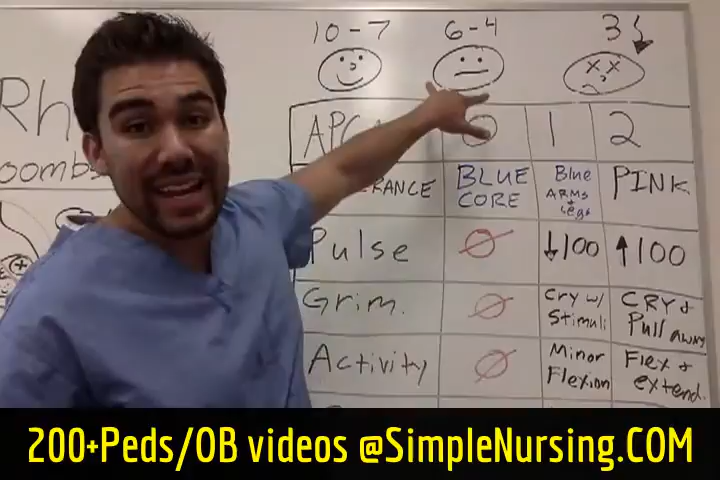 10-7 6-4 3↓
Rh
oombs
APGA 0 1 2
RANCE BLUE CORE Blue ARMS + Legs PINK
Pulse ∅ ↓100 ↑100
Grim. ∅ Cry w/ Stimuli CRY & Pull away
Activity ∅ Minor Flexion Flex & extend.
200+Peds/OB videos @SimpleNursing.COM